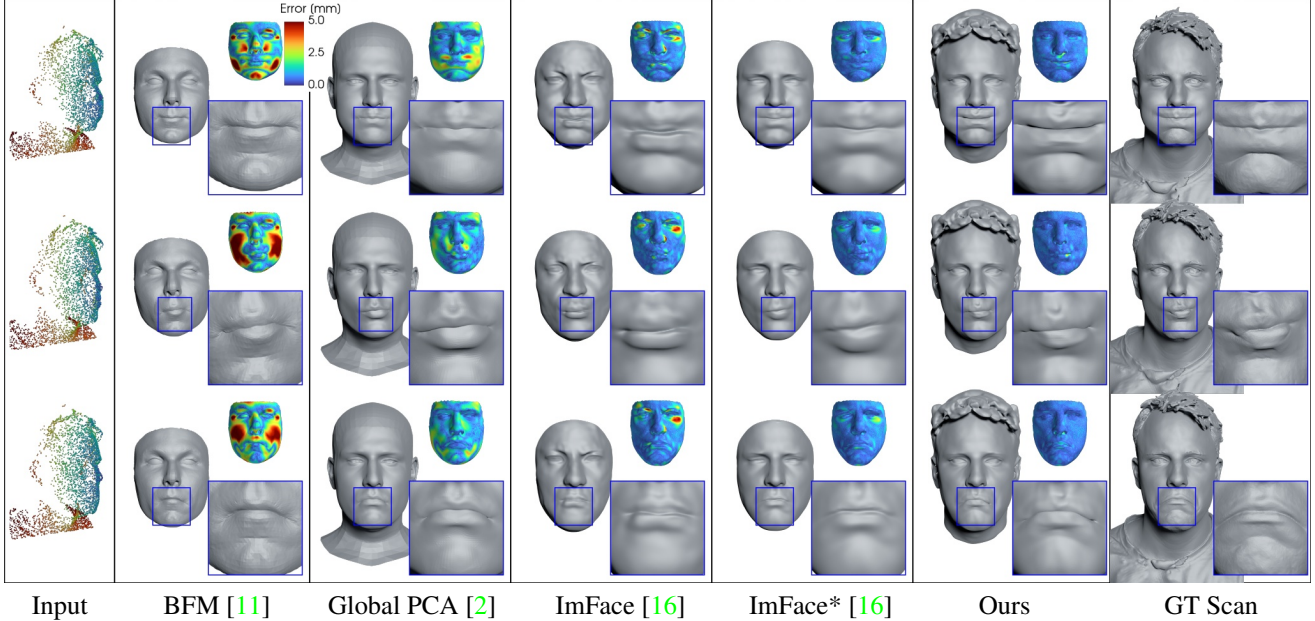 Error (mm)
5.0
2.5
0.0
Input
BFM [11]
Global PCA [2]
ImFace [16]
ImFace* [16]
Ours
GT Scan